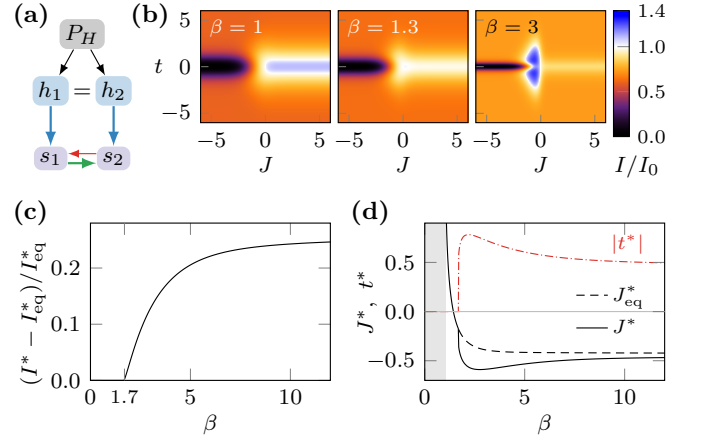 (a)
P_H
h_1 = h_2
s_1 s_2
(b)
β = 1
β = 1.3
β = 3
t
5
0
−5
−5 0 5
−5 0 5
−5 0 5
J
J
J
1.4
1.0
0.5
0.0
I/I_0
(c)
(I* − I*_eq)/I*_eq
0.2
0.1
0.0
0 1.7 5 10
β
(d)
J*, t*
0.5
0.0
−0.5
|t*|
J*_eq
J*
0 5 10
β